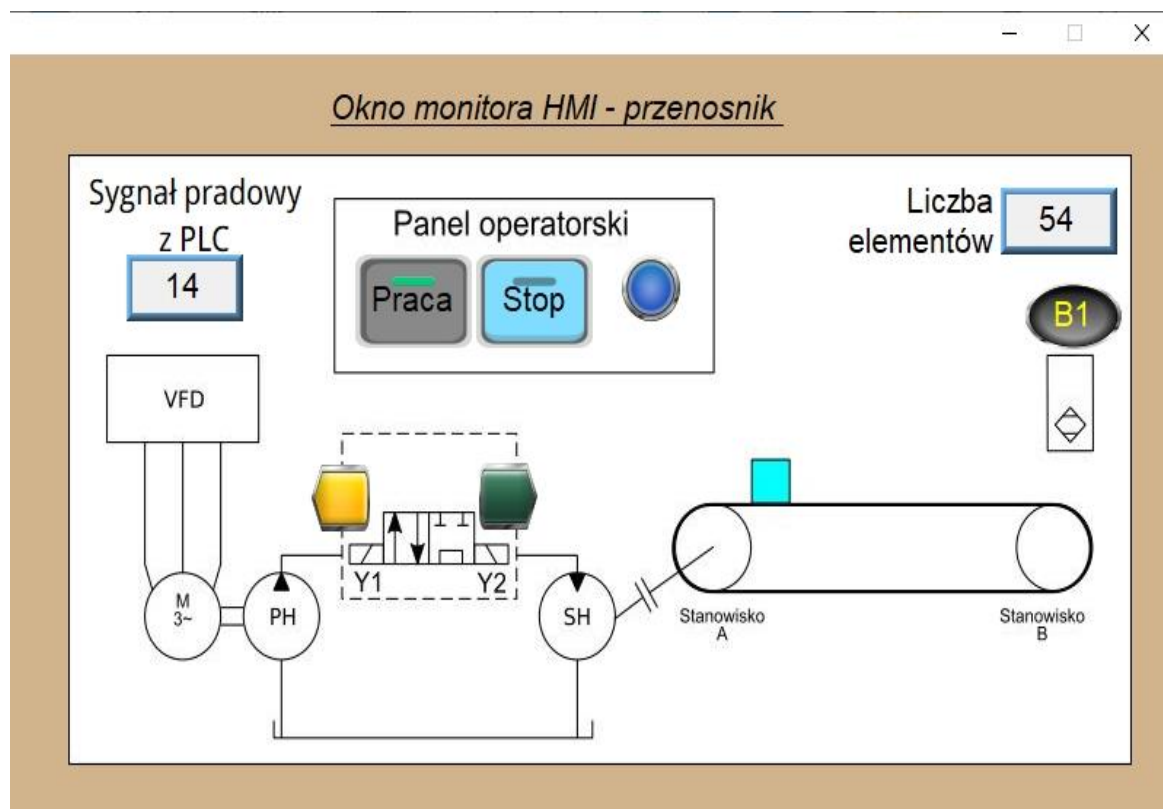 Okno monitora HMI - przenosnik
Sygnał pradowy
z PLC
14
Panel operatorski
Praca
Stop
Liczba
elementów
54
B1
VFD
Y1
Y2
M
3~
PH
SH
Stanowisko
A
Stanowisko
B